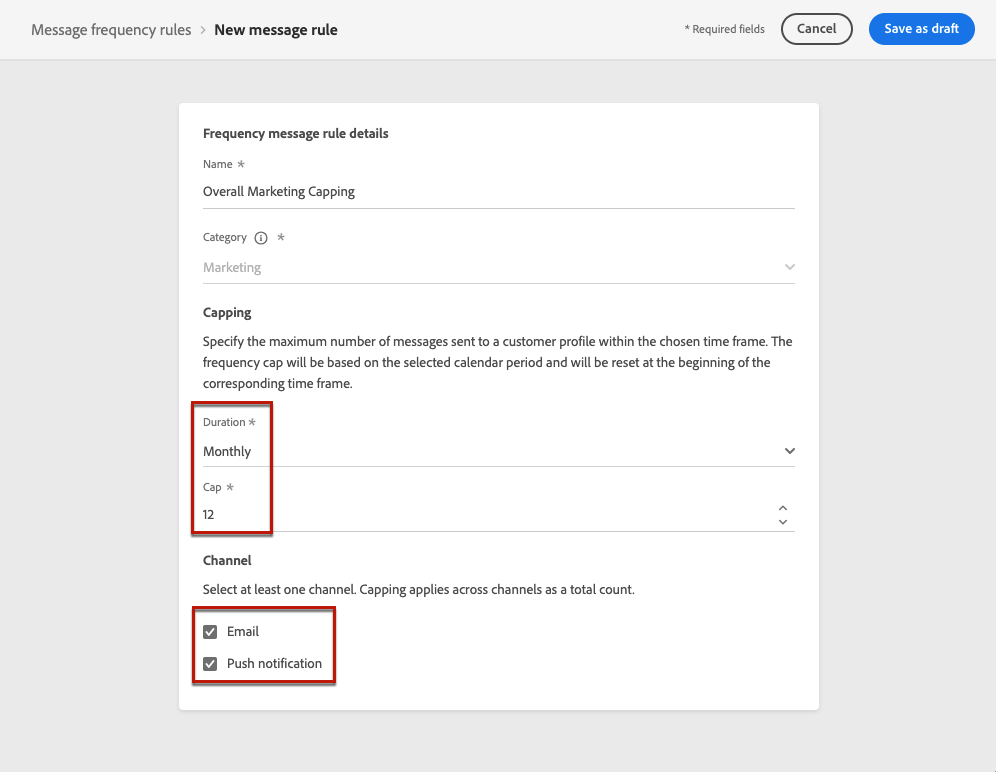 Message frequency rules > New message rule
* Required fields
Cancel
Save as draft
Frequency message rule details
Name *
Overall Marketing Capping
Category *
Marketing
Capping
Specify the maximum number of messages sent to a customer profile within the chosen time frame. The
frequency cap will be based on the selected calendar period and will be reset at the beginning of the
corresponding time frame.
Duration *
Monthly
Cap *
12
Channel
Select at least one channel. Capping applies across channels as a total count.
Email
Push notification